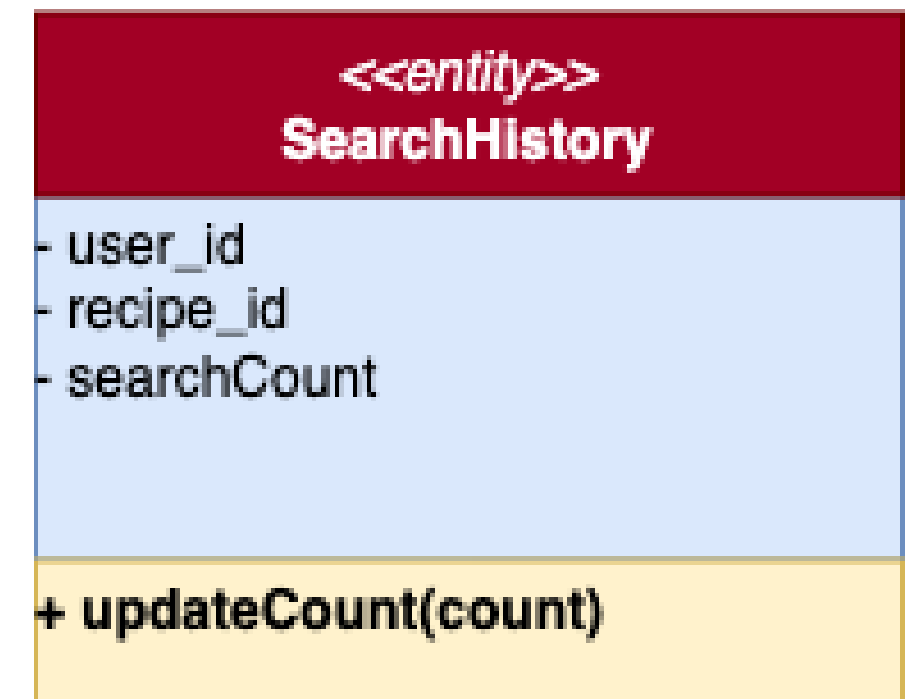 <<entity>>
SearchHistory
- user_id
- recipe_id
- searchCount
+ updateCount(count)